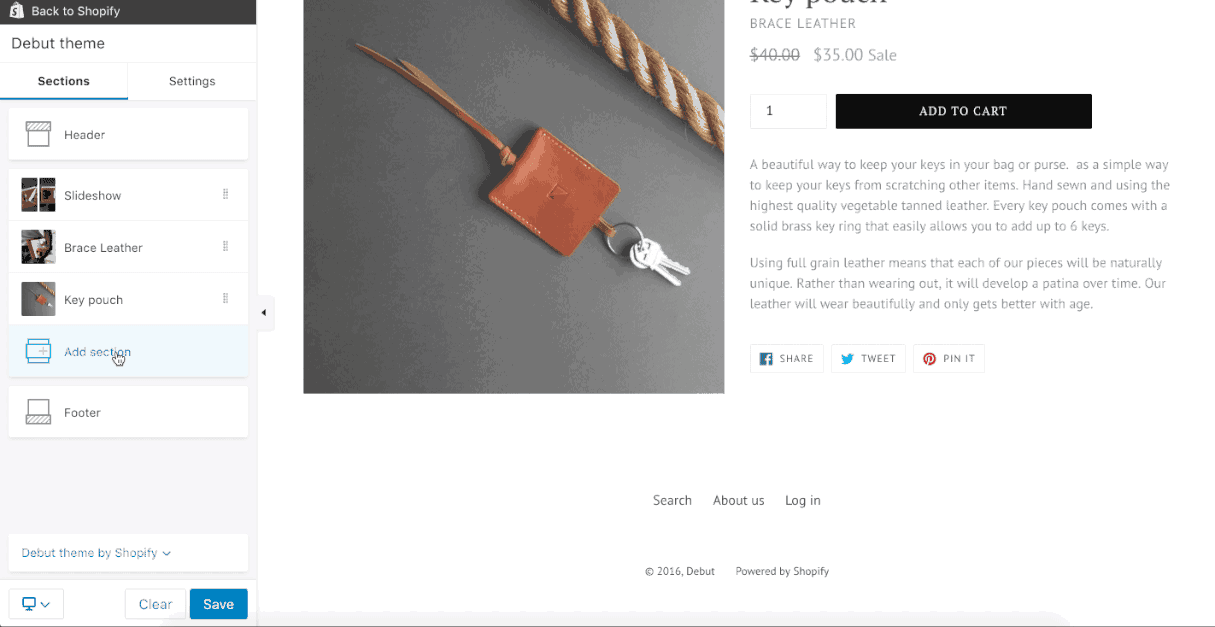 Back to Shopify
Debut theme
Sections Settings
Header
Slideshow
Brace Leather
Key pouch
Add section
Footer
Debut theme by Shopify
Clear Save
Key pouch
BRACE LEATHER
$40.00 $35.00 Sale
1 ADD TO CART
A beautiful way to keep your keys in your bag or purse. as a simple way
to keep your keys from scratching other items. Hand sewn and using the
highest quality vegetable tanned leather. Every key pouch comes with a
solid brass key ring that easily allows you to add up to 6 keys.
Using full grain leather means that each of our pieces will be naturally
unique. Rather than wearing out, it will develop a patina over time. Our
leather will wear beautifully and only gets better with age.
SHARE TWEET PIN IT
Search About us Log in
© 2016, Debut Powered by Shopify